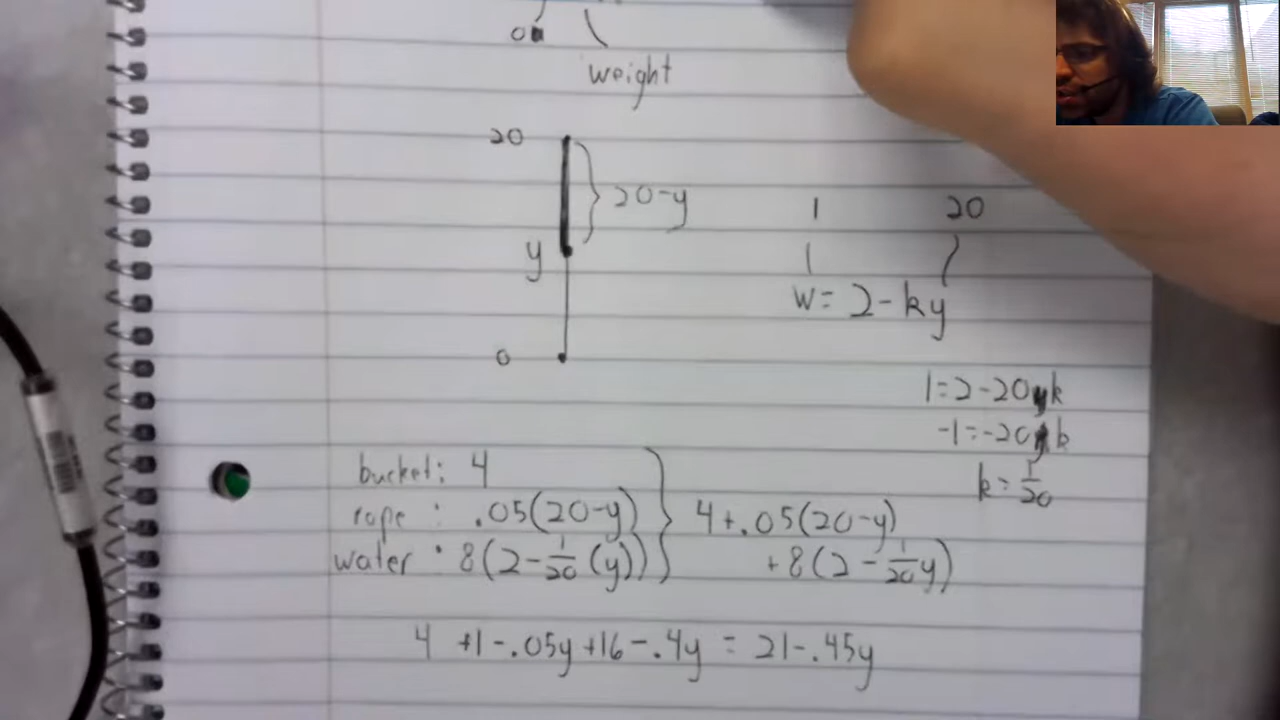 0
weight
20
20-y
y
0
1 20
w = 2 - ky
1 = 2 - 20k
-1 = -20k
k = 1/20
bucket: 4
rope : .05(20-y)
water : 8(2 - 1/20 (y))
4 + .05(20-y)
+ 8(2 - 1/20 y)
4 + 1 - .05y + 16 - .4y = 21 - .45y